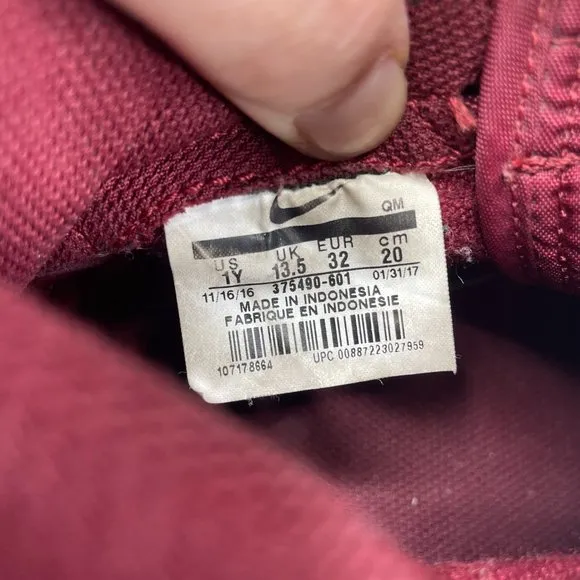 QM
US UK EUR cm
1Y 13.5 32 20
11/16/16 375490-601 01/31/17
MADE IN INDONESIA
FABRIQUE EN INDONESIE
107178664 UPC 00887223027959